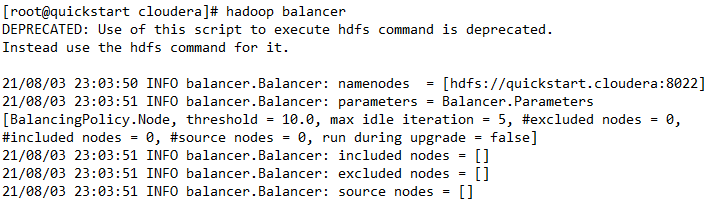 [root@quickstart cloudera]# hadoop balancer
DEPRECATED: Use of this script to execute hdfs command is deprecated.
Instead use the hdfs command for it.
21/08/03 23:03:50 INFO balancer.Balancer: namenodes  = [hdfs://quickstart.cloudera:8022]
21/08/03 23:03:51 INFO balancer.Balancer: parameters = Balancer.Parameters
[BalancingPolicy.Node, threshold = 10.0, max idle iteration = 5, #excluded nodes = 0,
#included nodes = 0, #source nodes = 0, run during upgrade = false]
21/08/03 23:03:51 INFO balancer.Balancer: included nodes = []
21/08/03 23:03:51 INFO balancer.Balancer: excluded nodes = []
21/08/03 23:03:51 INFO balancer.Balancer: source nodes = []